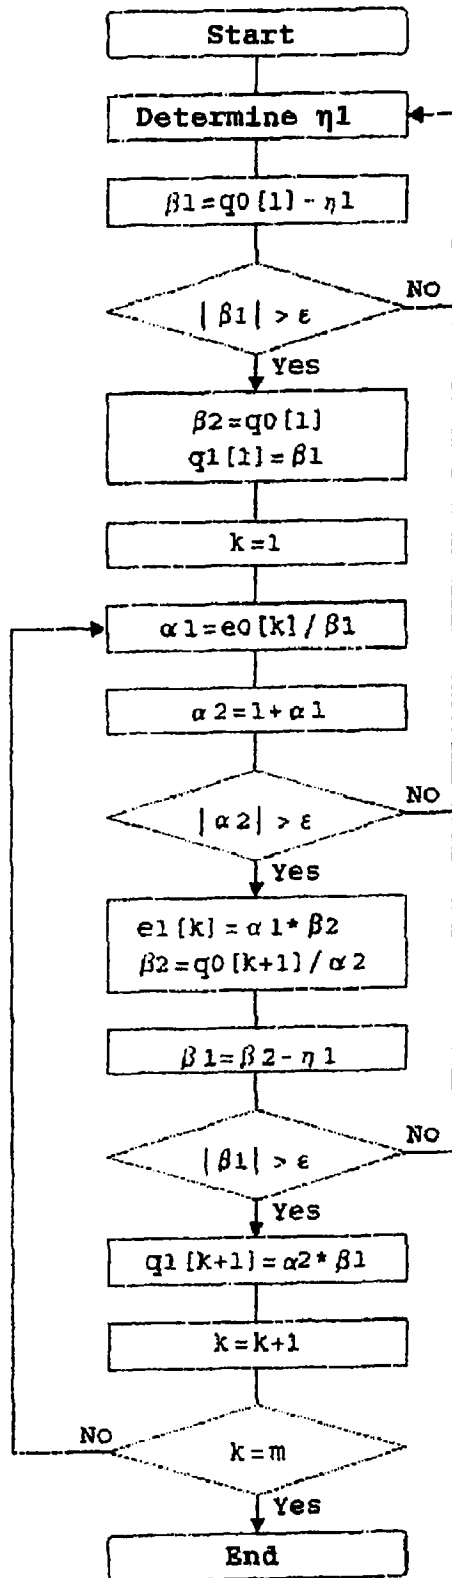 Start
Determine η1
β1=q0[1]-η1
|β1|>ε
NO
Yes
β2=q0[1]
q1[1]=β1
k=1
α1=e0[k]/β1
α2=1+α1
|α2|>ε
NO
Yes
e1[k]=α1*β2
β2=q0[k+1]/α2
β1=β2-η1
|β1|>ε
NO
Yes
q1[k+1]=α2*β1
k=k+1
k=m
No
Yes
End